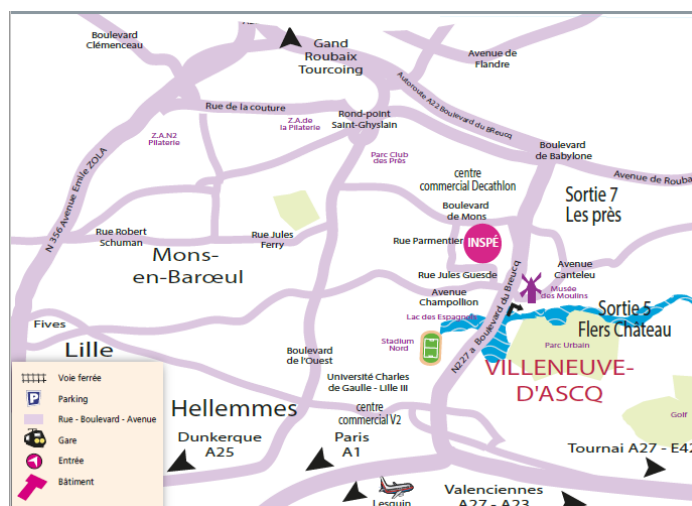 Boulevard
Clémenceau
Gand
Roubaix
Tourcoing
Avenue de
Flandre
Autoroute A22 Boulevard du BReucq
Rue de la couture
Z.A.de
la Pilaterie
Rond-point
Saint-Ghyslain
Z.A.N2
Pilaterie
Parc Club
des Près
Boulevard
de Babylone
N 356 Avenue Emile ZOLA
centre
commercial Decathlon
Avenue de Rouba
Sortie 7
Les près
Boulevard
de Mons
Rue Robert
Schuman
Rue Jules
Ferry
Rue Parmentier
INSPÉ
Mons-
en-Barœul
Rue Jules Guesde
Avenue
Canteleu
Avenue
Champollion
Musée
des Moulins
N227 a Boulevard du Breucq
Lac des Espagnols
Sortie 5
Flers Château
Fives
Lille
Stadium
Nord
Parc Urbain
Boulevard
de l'Ouest
VILLENEUVE-
D'ASCQ
Université Charles
de Gaulle - Lille III
Voie ferrée
Parking
Rue - Boulevard - Avenue
Gare
Entrée
Bâtiment
Hellemmes
centre
commercial V2
Golf
Dunkerque
A25
Paris
A1
Tournai A27 - E42
Lesquin
Valenciennes
A27 - A23